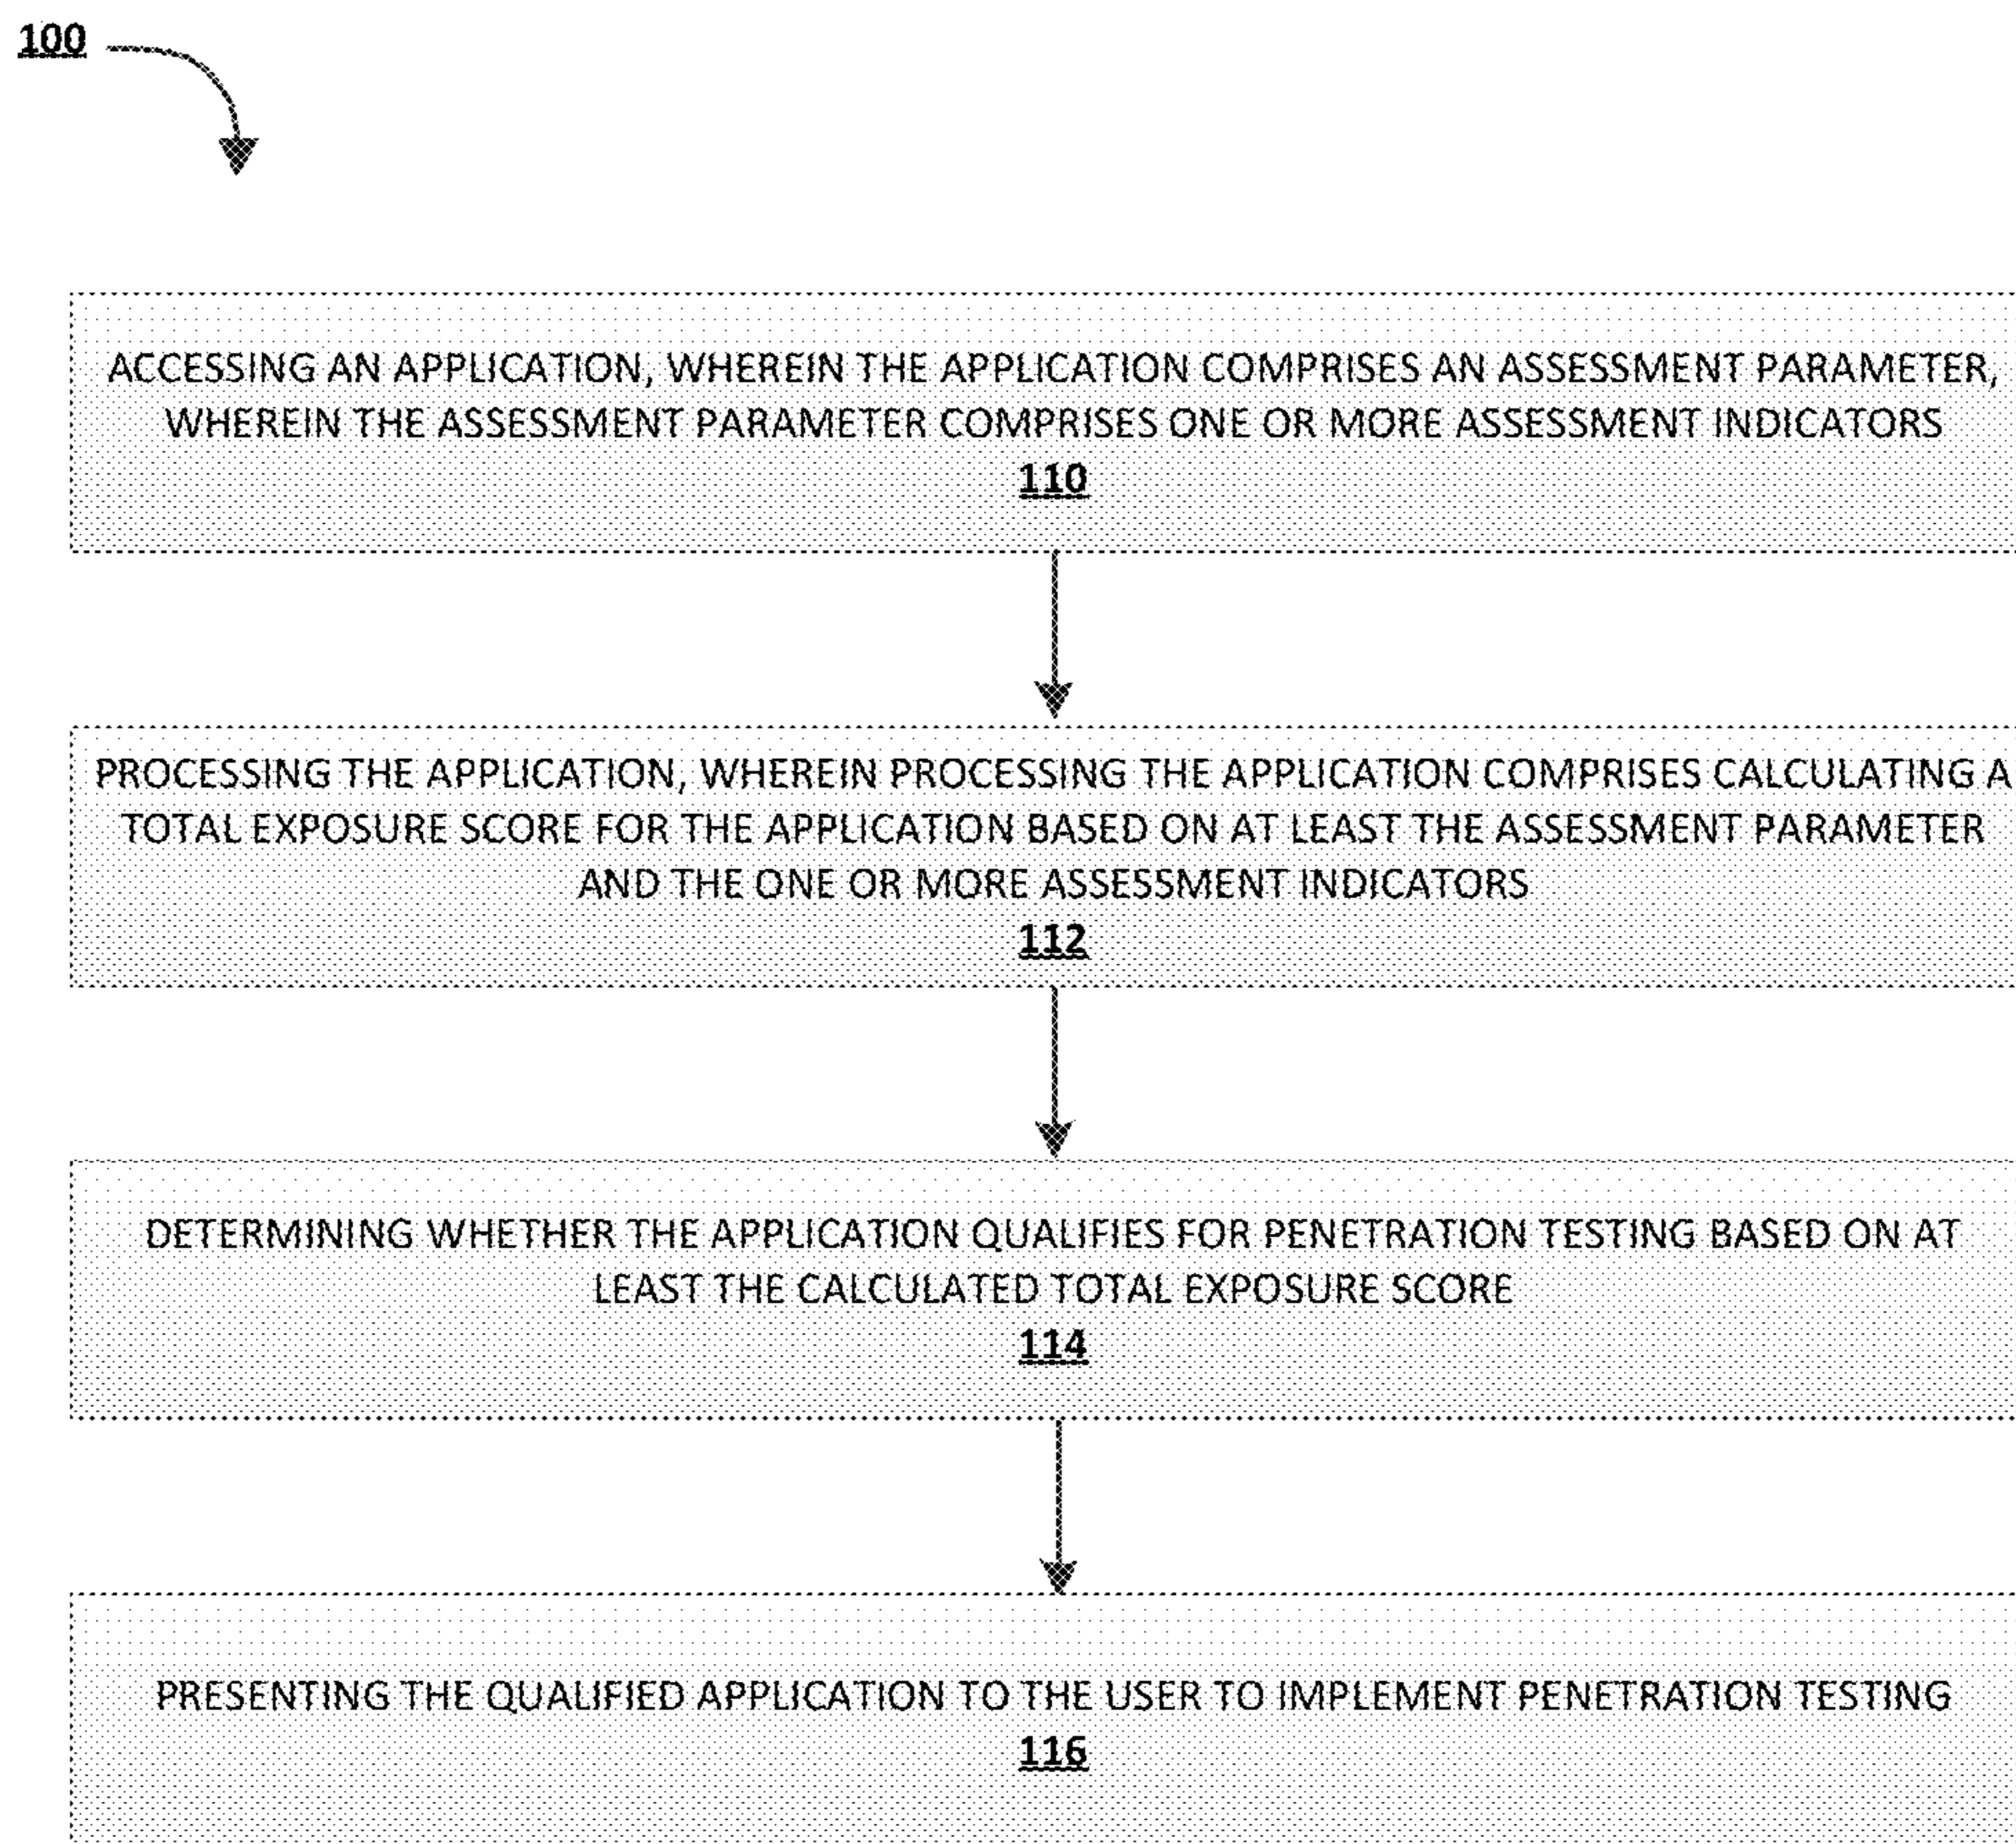 100
ACCESSING AN APPLICATION, WHEREIN THE APPLICATION COMPRISES AN ASSESSMENT PARAMETER,
WHEREIN THE ASSESSMENT PARAMETER COMPRISES ONE OR MORE ASSESSMENT INDICATORS
110
PROCESSING THE APPLICATION, WHEREIN PROCESSING THE APPLICATION COMPRISES CALCULATING A
TOTAL EXPOSURE SCORE FOR THE APPLICATION BASED ON AT LEAST THE ASSESSMENT PARAMETER
AND THE ONE OR MORE ASSESSMENT INDICATORS
112
DETERMINING WHETHER THE APPLICATION QUALIFIES FOR PENETRATION TESTING BASED ON AT
LEAST THE CALCULATED TOTAL EXPOSURE SCORE
114
PRESENTING THE QUALIFIED APPLICATION TO THE USER TO IMPLEMENT PENETRATION TESTING
116